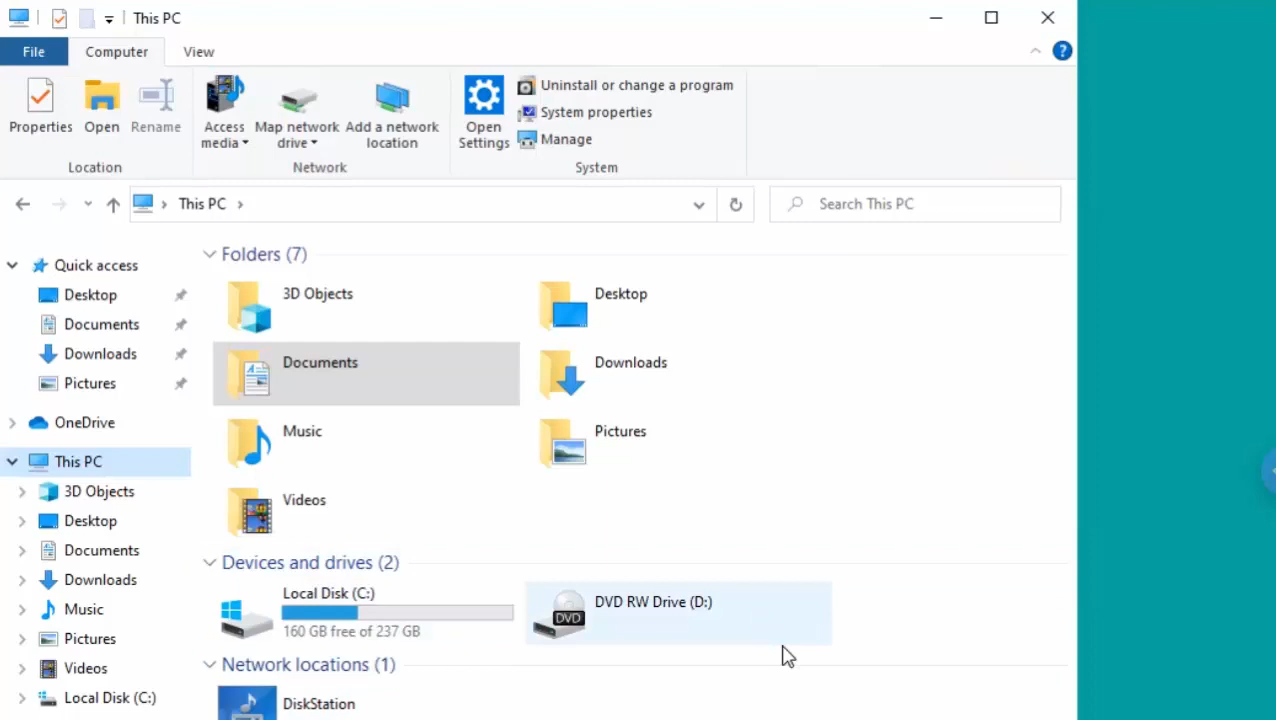 This PC
File Computer View
Properties Open Rename Access media Map network drive Add a network location Open Settings Uninstall or change a program
System properties
Manage
Location Network System
This PC Search This PC
Quick access
Desktop
Documents
Downloads
Pictures
OneDrive
This PC
3D Objects
Desktop
Documents
Downloads
Music
Pictures
Videos
Local Disk (C:)
Folders (7)
3D Objects Desktop
Documents Downloads
Music Pictures
Videos
Devices and drives (2)
Local Disk (C:)
160 GB free of 237 GB
DVD RW Drive (D:)
DVD
Network locations (1)
DiskStation